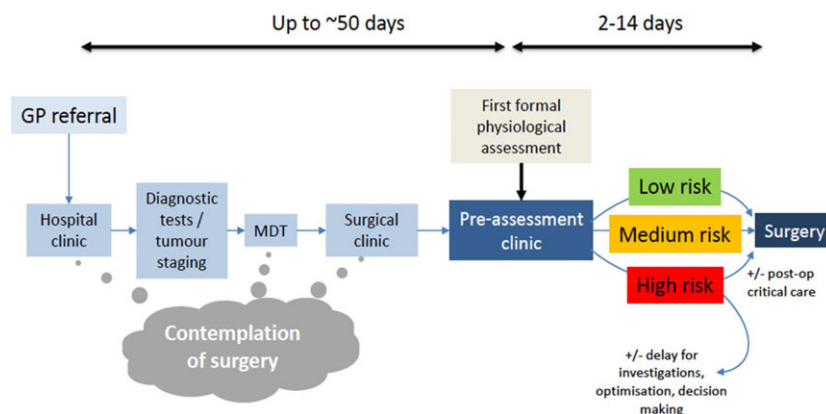 Up to ~50 days
2-14 days
GP referral
First formal
physiological
assessment
Hospital
clinic
Diagnostic
tests /
tumour
staging
MDT
Surgical
clinic
Pre-assessment
clinic
Low risk
Medium risk
High risk
Surgery
+/- post-op
critical care
Contemplation
of surgery
+/- delay for
investigations,
optimisation, decision
making